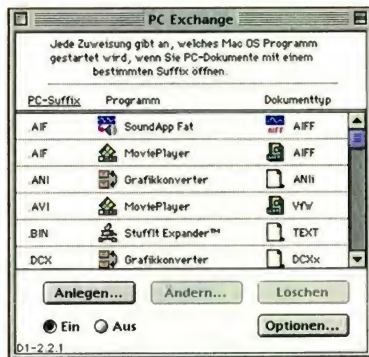 PC Exchange
Jede Zuweisung gibt an, welches Mac OS Programm
gestartet wird, wenn Sie PC-Dokumente mit einem
bestimmten Suffix öffnen.
PC-Suffix Programm Dokumenttyp
.AIF SoundApp Fat AIFF AIFF
.AIF MoviePlayer AIFF
.ANI Grafikkonverter ANIi
.AVI MoviePlayer VfW
.BIN StuffIt Expander™ TEXT
.DCX Grafikkonverter DCXx
Anlegen... Ändern... Löschen
Ein Aus Optionen...
D1-2.2.1